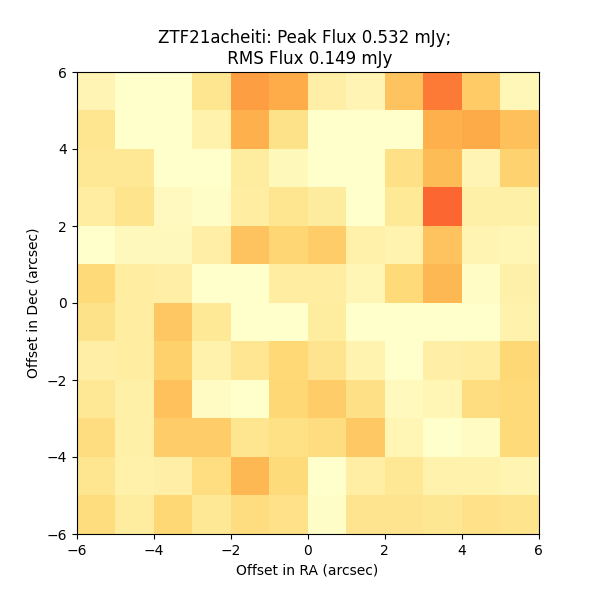 ZTF21acheiti: Peak Flux 0.532 mJy;
RMS Flux 0.149 mJy
6
4
2
0
−2
−4
−6
Offset in Dec (arcsec)
−6 −4 −2 0 2 4 6
Offset in RA (arcsec)